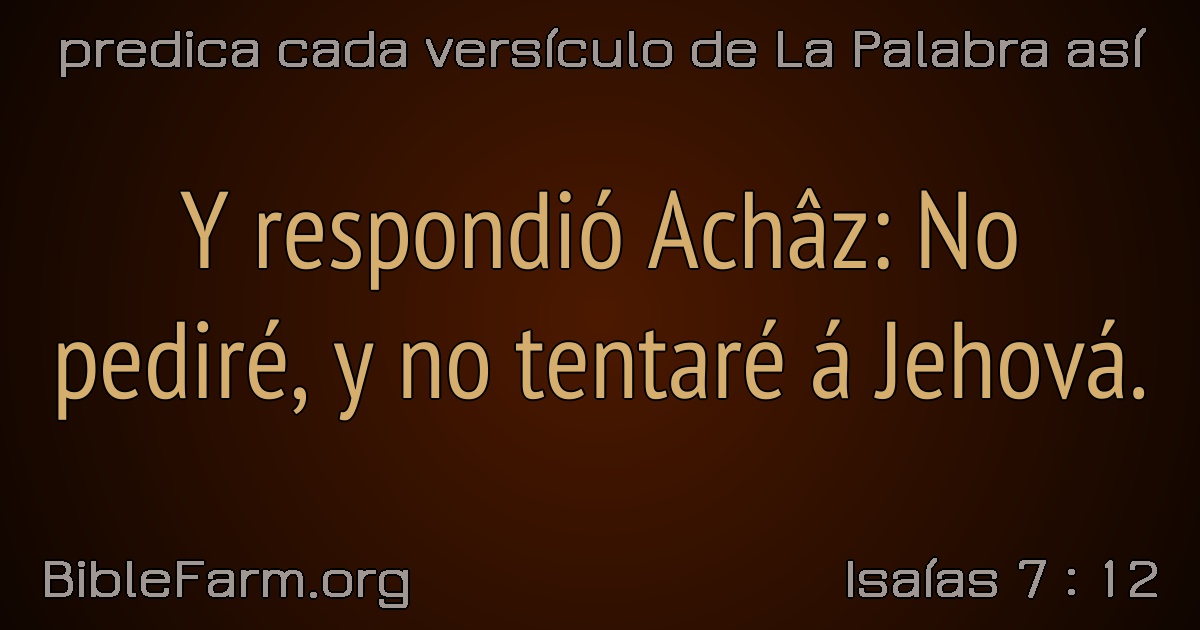 predica cada versículo de La Palabra así
Y respondió Achâz: No
pediré, y no tentaré á Jehová.
BibleFarm.org
Isaías 7 : 12